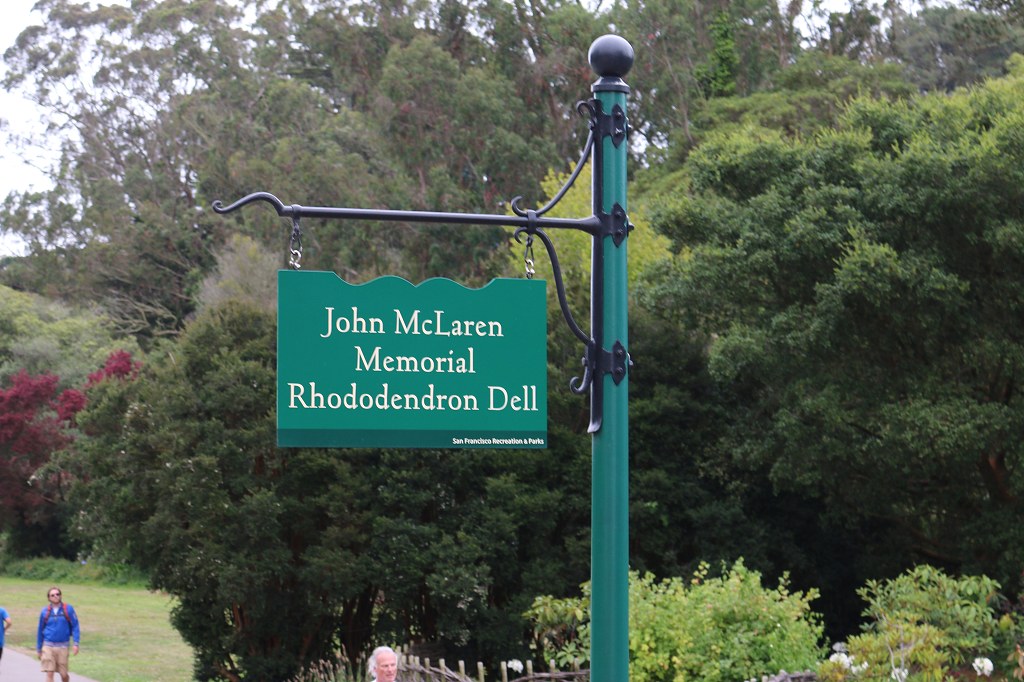 John McLaren
Memorial
Rhododendron Dell
San Francisco Recreation & Parks